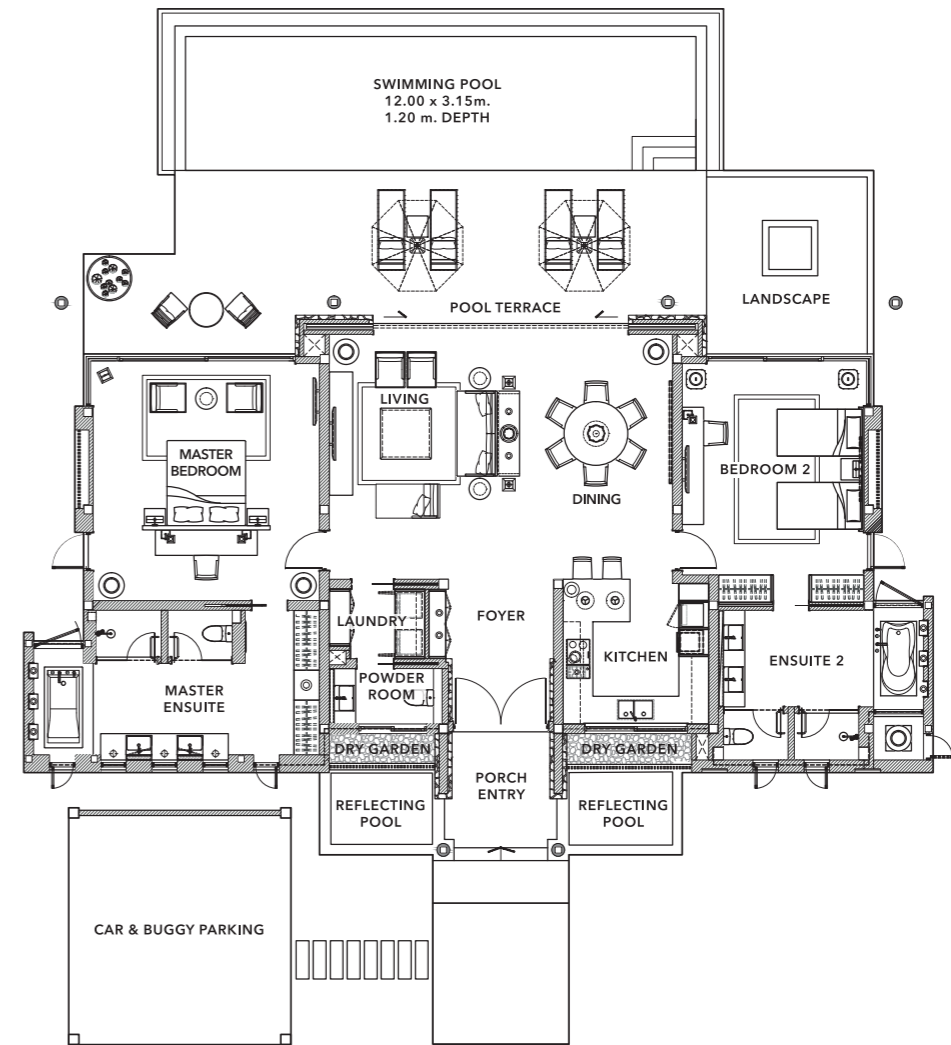 SWIMMING POOL
12.00 x 3.15m.
1.20 m. DEPTH
LANDSCAPE
POOL TERRACE
LIVING
MASTER
BEDROOM
BEDROOM 2
DINING
LAUNDRY
FOYER
KITCHEN
ENSUITE 2
POWDER
ROOM
MASTER
ENSUITE
DRY GARDEN
DRY GARDEN
PORCH
ENTRY
REFLECTING
POOL
REFLECTING
POOL
CAR & BUGGY PARKING